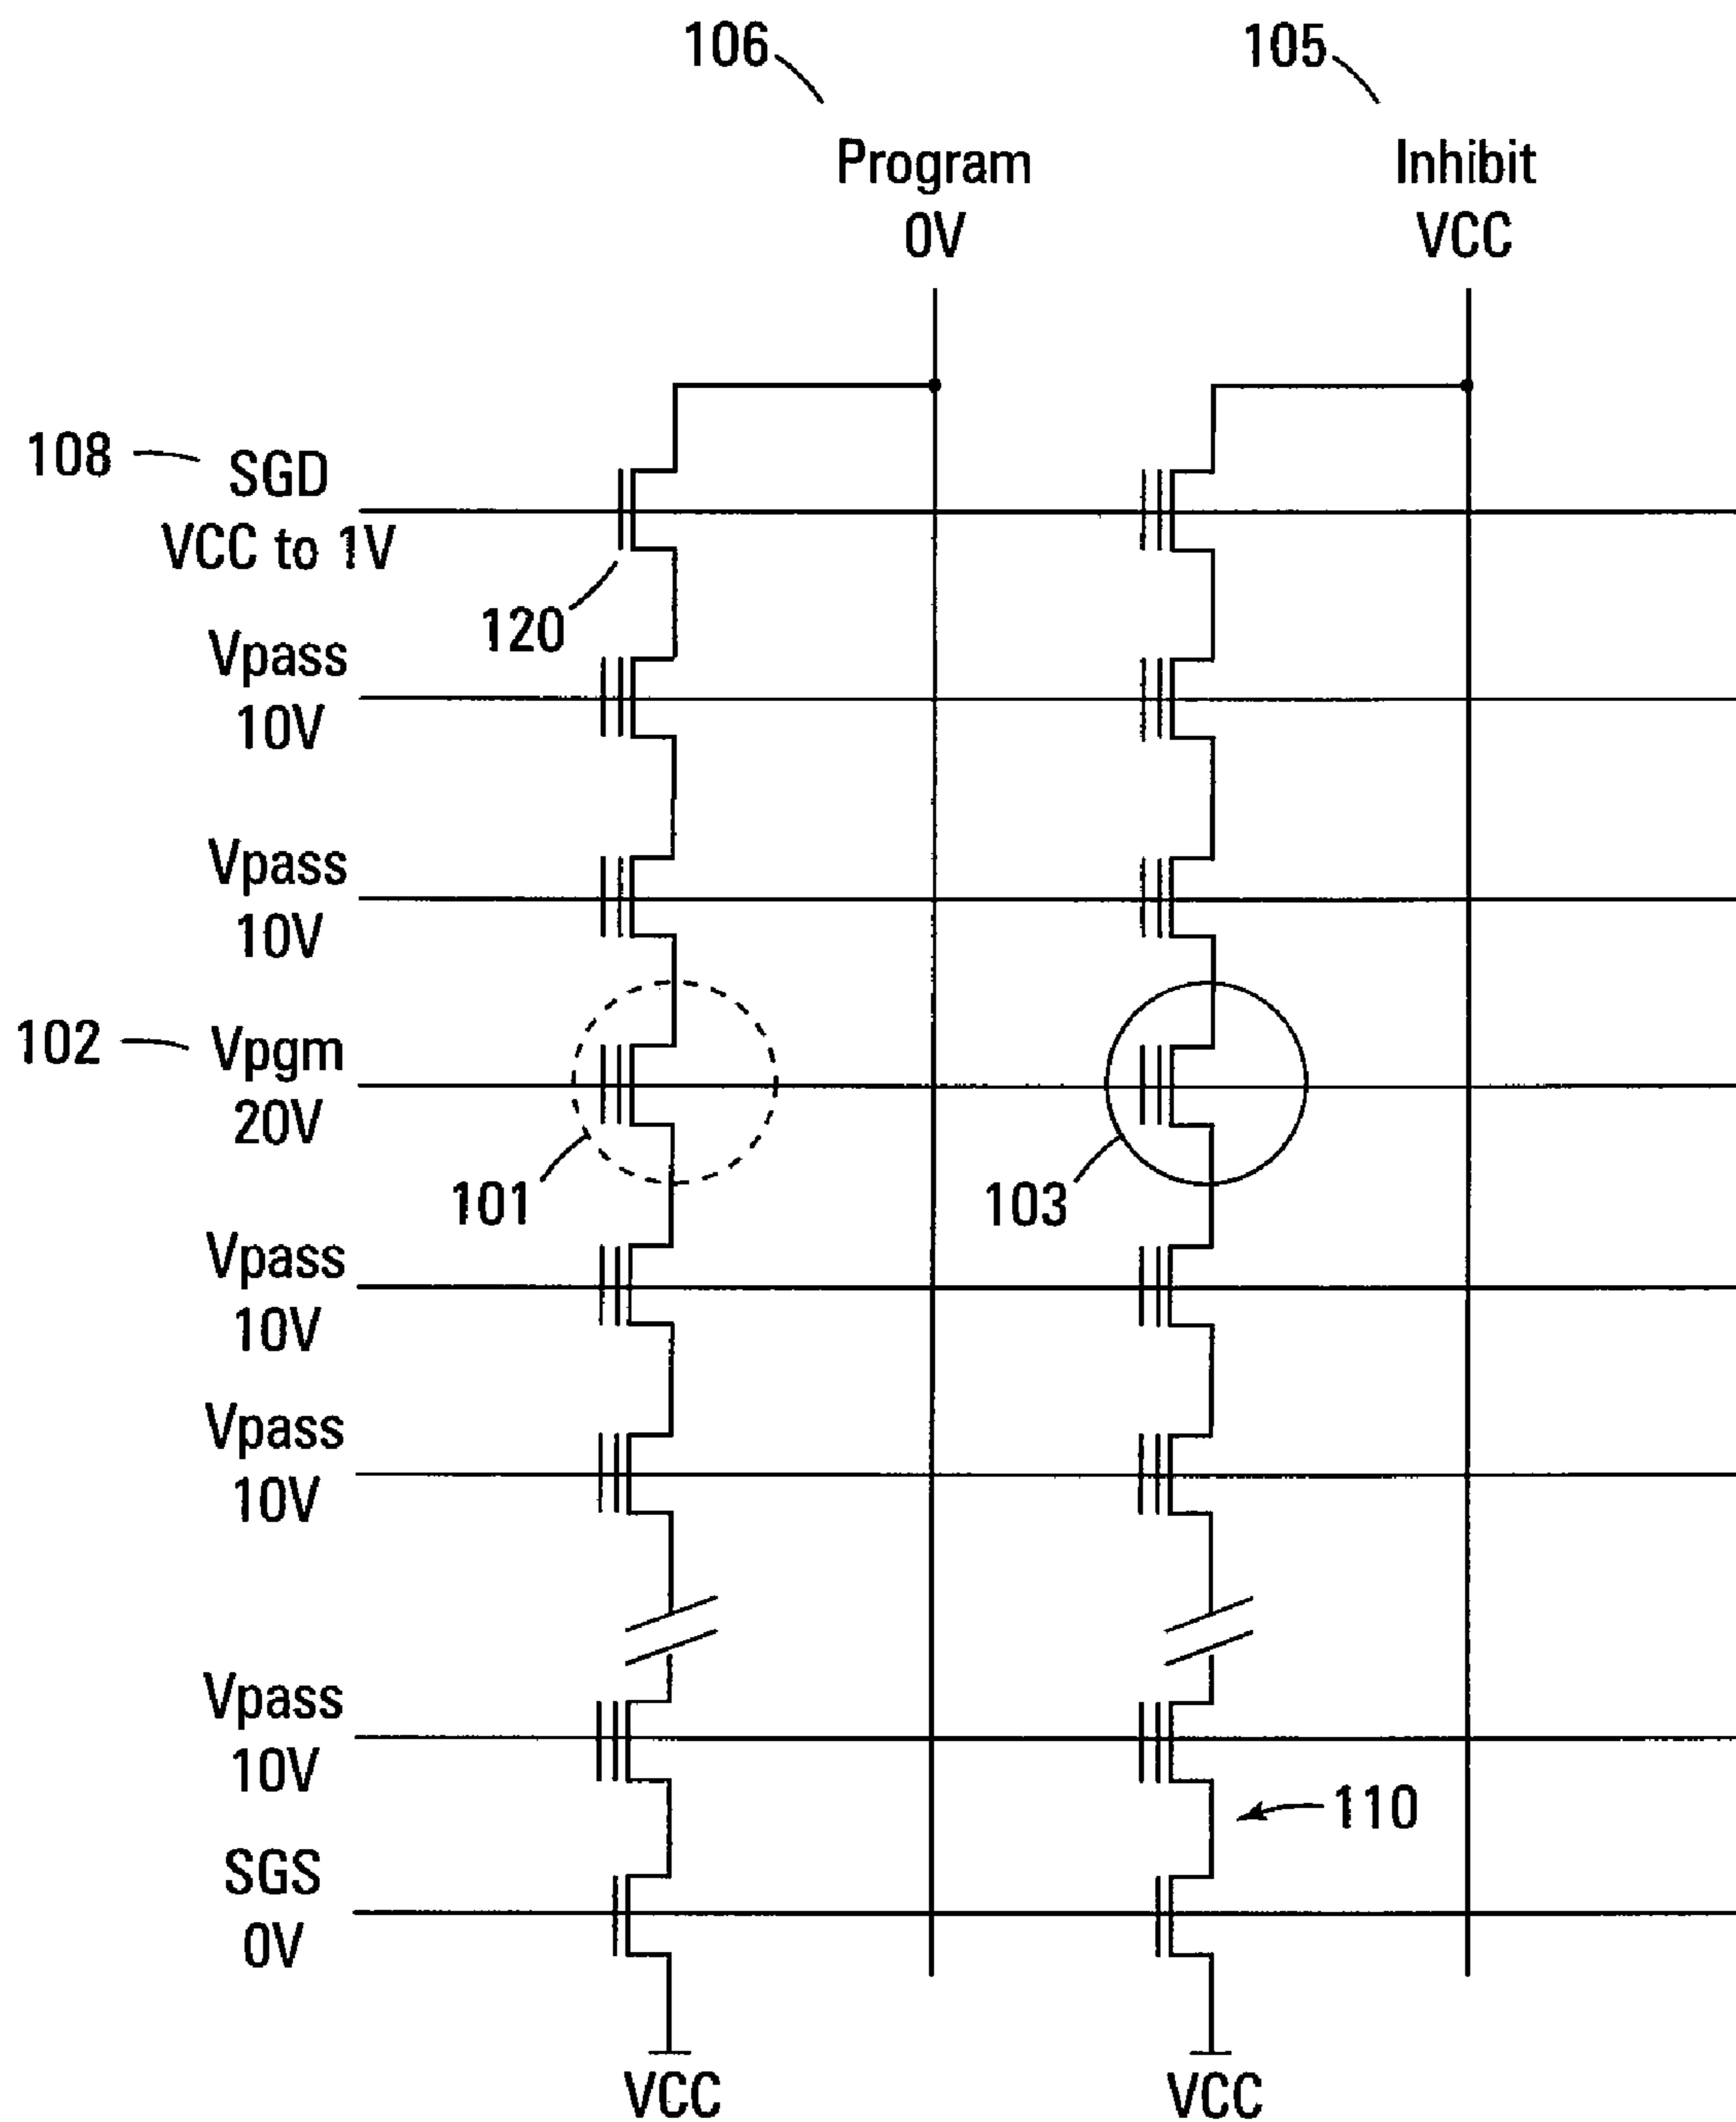 106
105
Program
0V
Inhibit
VCC
108
SGD
VCC to 1V
120
Vpass
10V
Vpass
10V
102
Vpgm
20V
101
103
Vpass
10V
Vpass
10V
Vpass
10V
110
SGS
0V
VCC
VCC